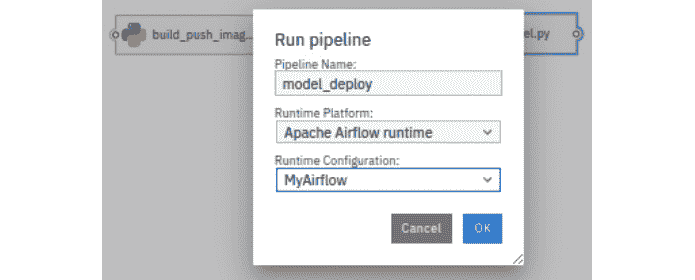 build_push_imag...
el.py
Run pipeline
Pipeline Name:
model_deploy
Runtime Platform:
Apache Airflow runtime
Runtime Configuration:
MyAirflow
Cancel
OK